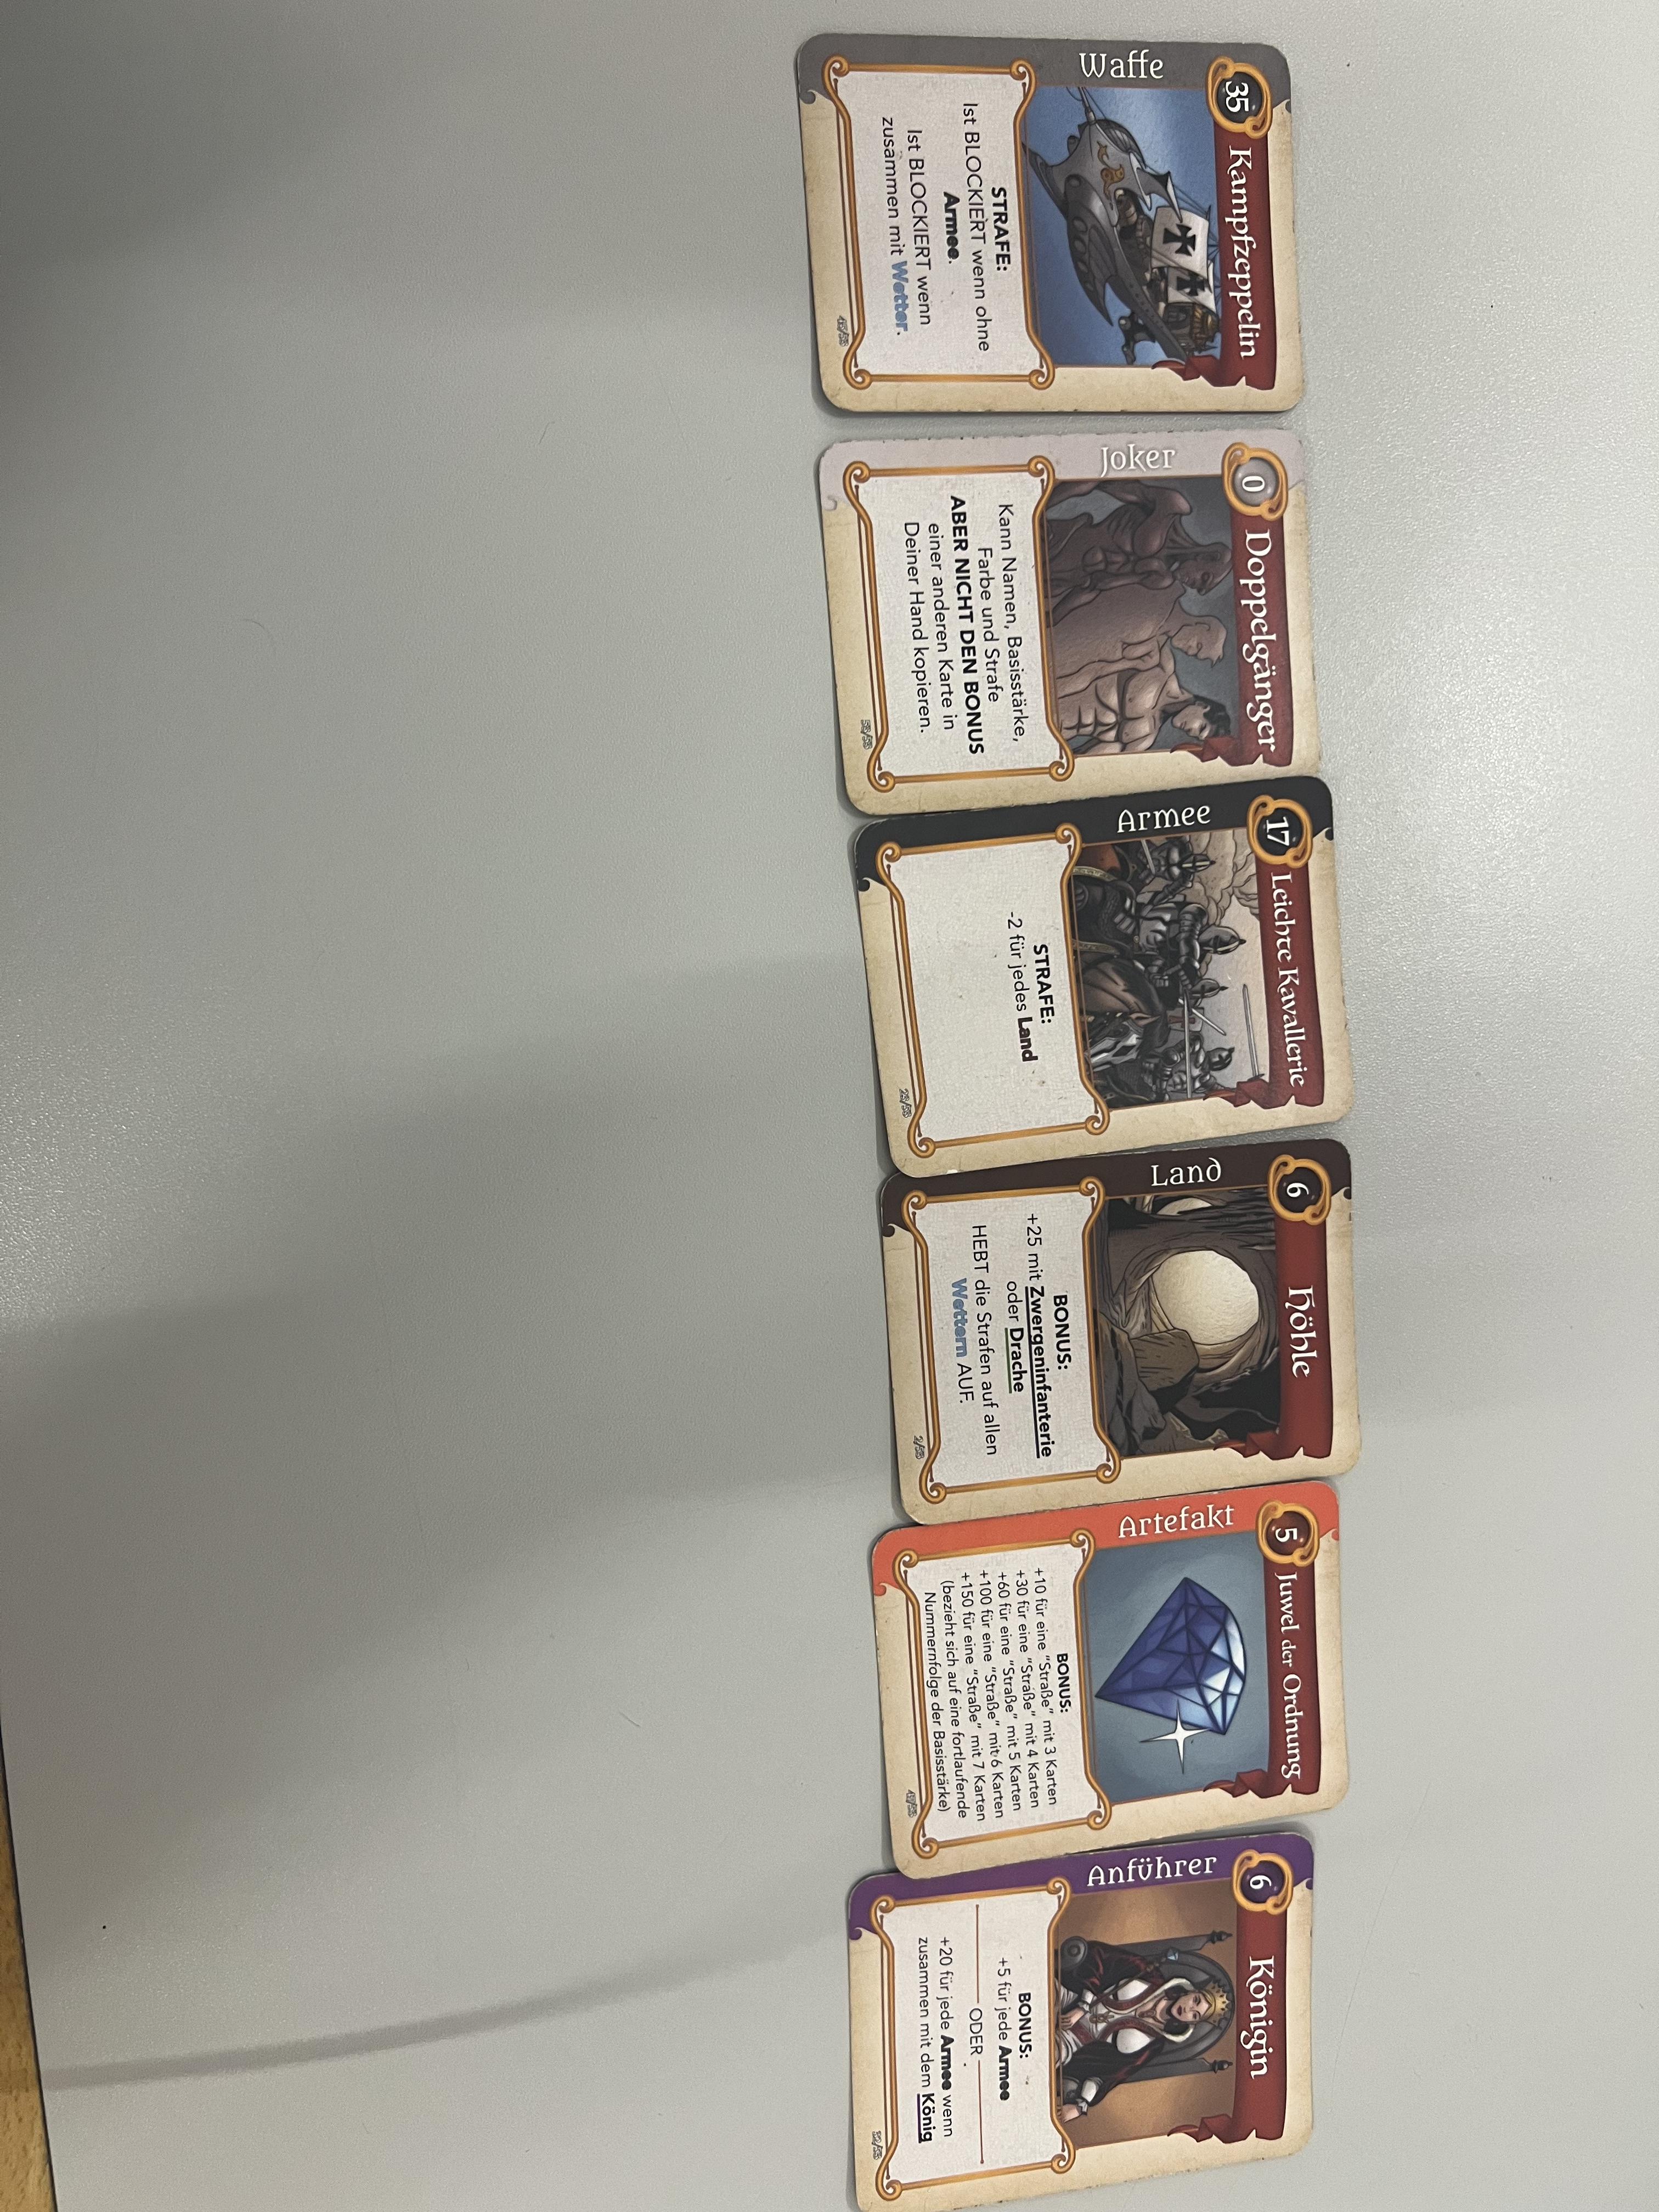 35
Kampfzeppelin
Waffe
STRAFE:
Ist BLOCKIERT wenn ohne
Armee.
Ist BLOCKIERT wenn
zusammen mit Wetter.
0
Doppelgänger
Joker
Kann Namen, Basisstärke,
Farbe und Strafe
ABER NICHT DEN BONUS
einer anderen Karte in
Deiner Hand kopieren.
17
Leichte Kavallerie
Armee
STRAFE:
-2 für jedes Land
6
Höhle
Land
BONUS:
+25 mit Zwergeninfanterie
oder Drache
HEBT die Strafen auf allen
Wettern AUF.
2/53
5
Juwel der Ordnung
Artefakt
BONUS:
+10 für eine "Straße" mit 3 Karten
+30 für eine "Straße" mit 4 Karten
+60 für eine "Straße" mit 5 Karten
+100 für eine "Straße" mit 6 Karten
+150 für eine "Straße" mit 7 Karten
(bezieht sich auf eine fortlaufende
Nummernfolge der Basisstärke)
6
Königin
Anführer
BONUS:
+5 für jede Armee
ODER
+20 für jede Armee wenn
zusammen mit dem König